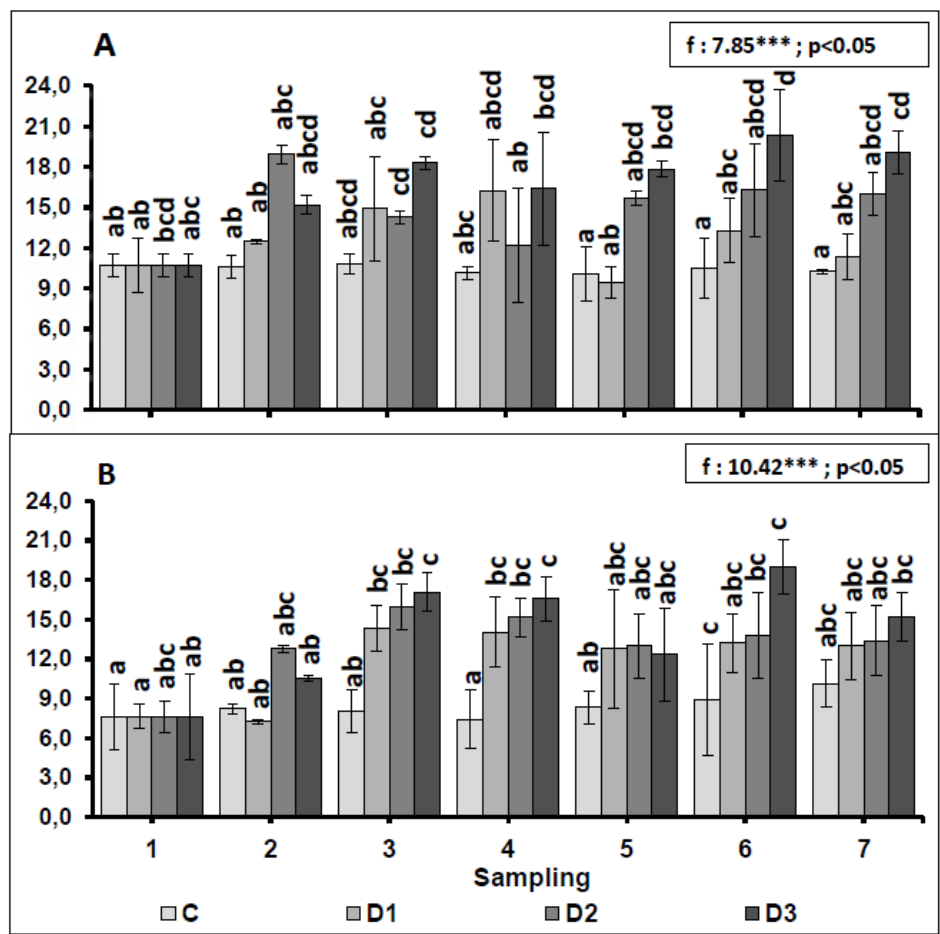 A
f : 7.85*** ; p<0.05
24,0
21,0
18,0
15,0
12,0
9,0
6,0
3,0
0,0
ab ab bcd abc
ab ab abc abcd
abcd abc cd cd
abc abcd ab bcd
a ab abcd bcd
a abc abcd d
a abc abcd cd
B
f : 10.42*** ; p<0.05
24,0
21,0
18,0
15,0
12,0
9,0
6,0
3,0
0,0
a a abc ab
ab ab abc ab
ab bc bc c
a bc bc c
ab abc abc abc
c abc bc c
abc abc abc bc
1 2 3 4 5 6 7
Sampling
C D1 D2 D3